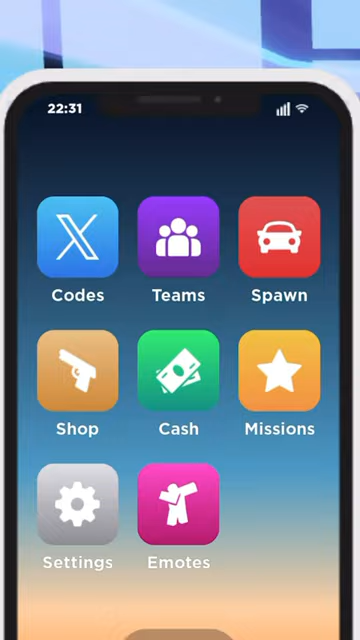 22:31
Codes
Teams
Spawn
Shop
Cash
Missions
Settings
Emotes